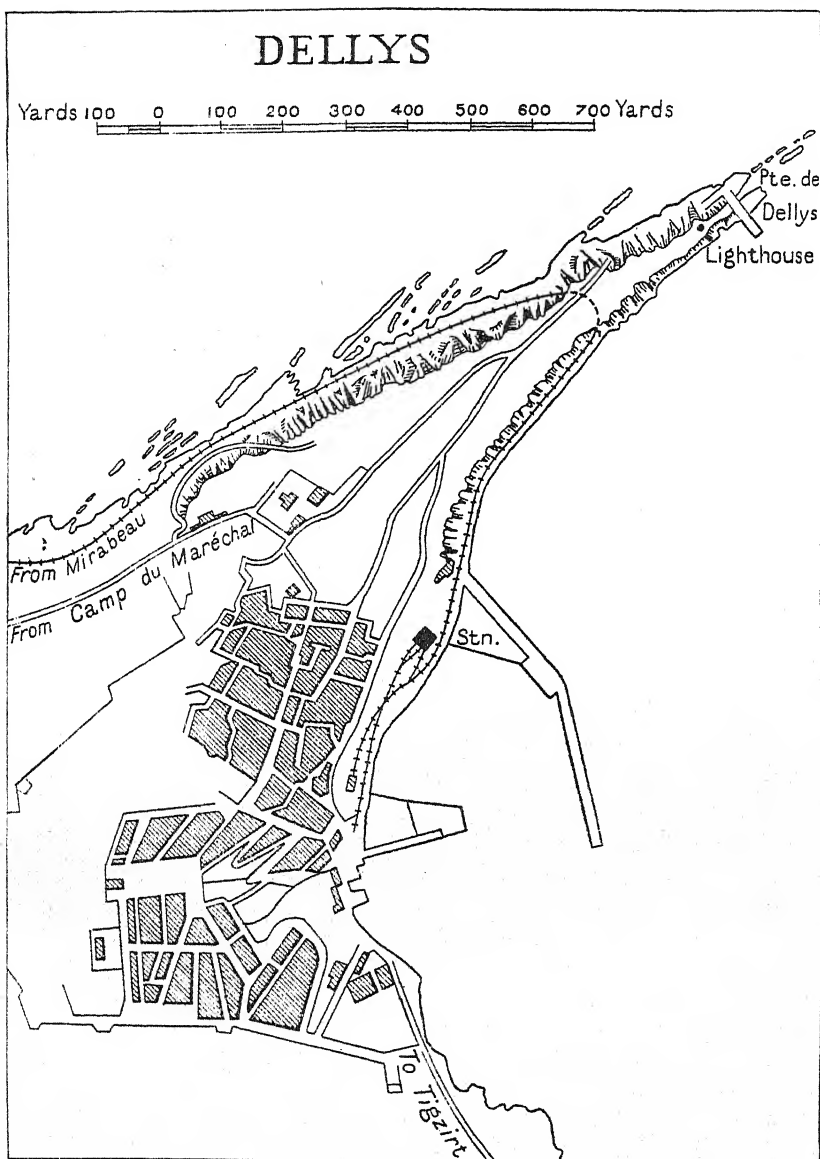 DELLYS
Yards 100 0 100 200 300 400 500 600 700 Yards
Pte. de
Dellys
Lighthouse
From Mirabeau
From Camp du Maréchal
Stn.
To Tigzirt